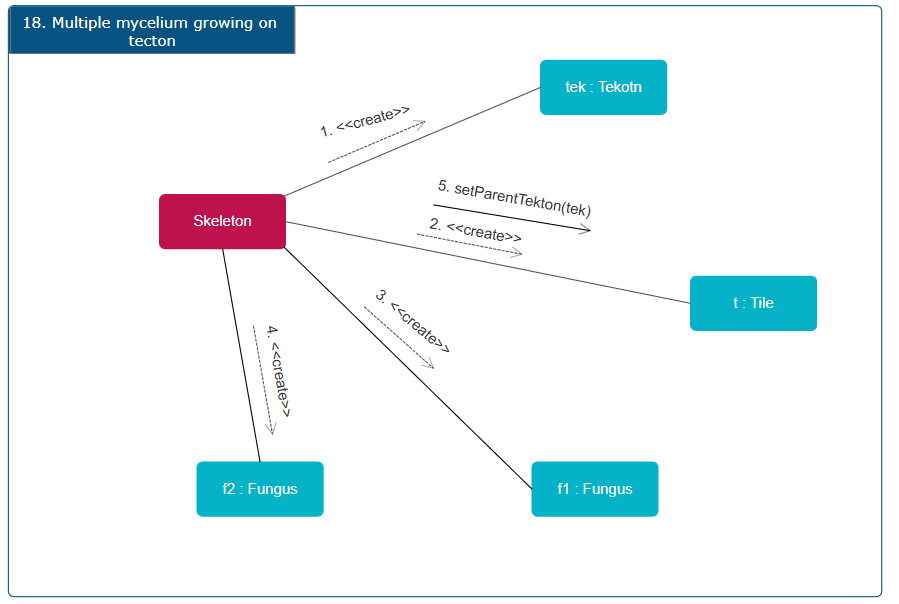 18. Multiple mycelium growing on
tecton
tek : Tekotn
1. <<create>>
5. setParentTekton(tek)
2. <<create>>
Skeleton
t : Tile
3. <<create>>
4. <<create>>
f2 : Fungus
f1 : Fungus